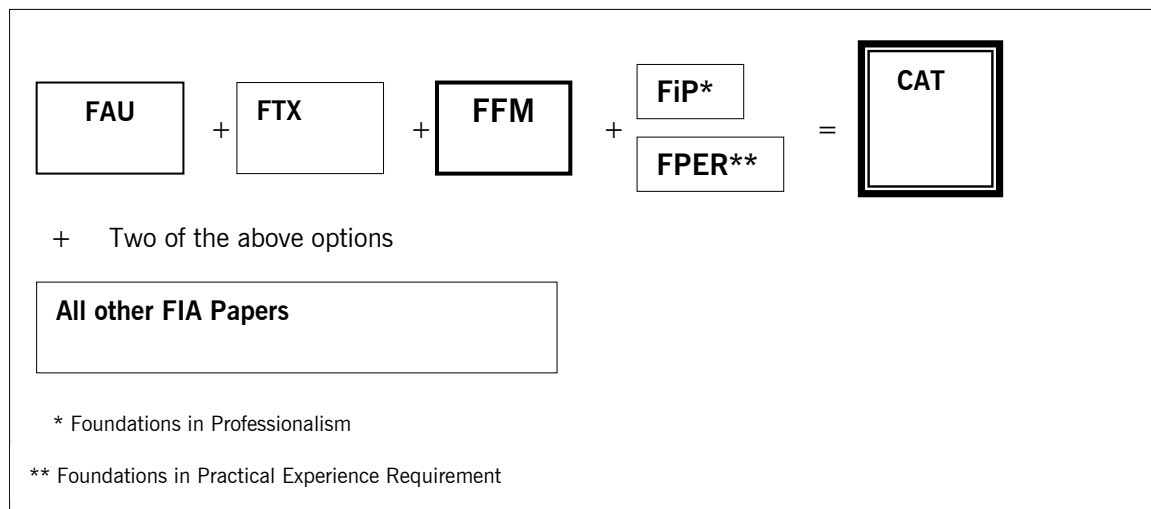 FAU + FTX + FFM + FiP* = CAT
FPER**
+ Two of the above options
All other FIA Papers
* Foundations in Professionalism
** Foundations in Practical Experience Requirement